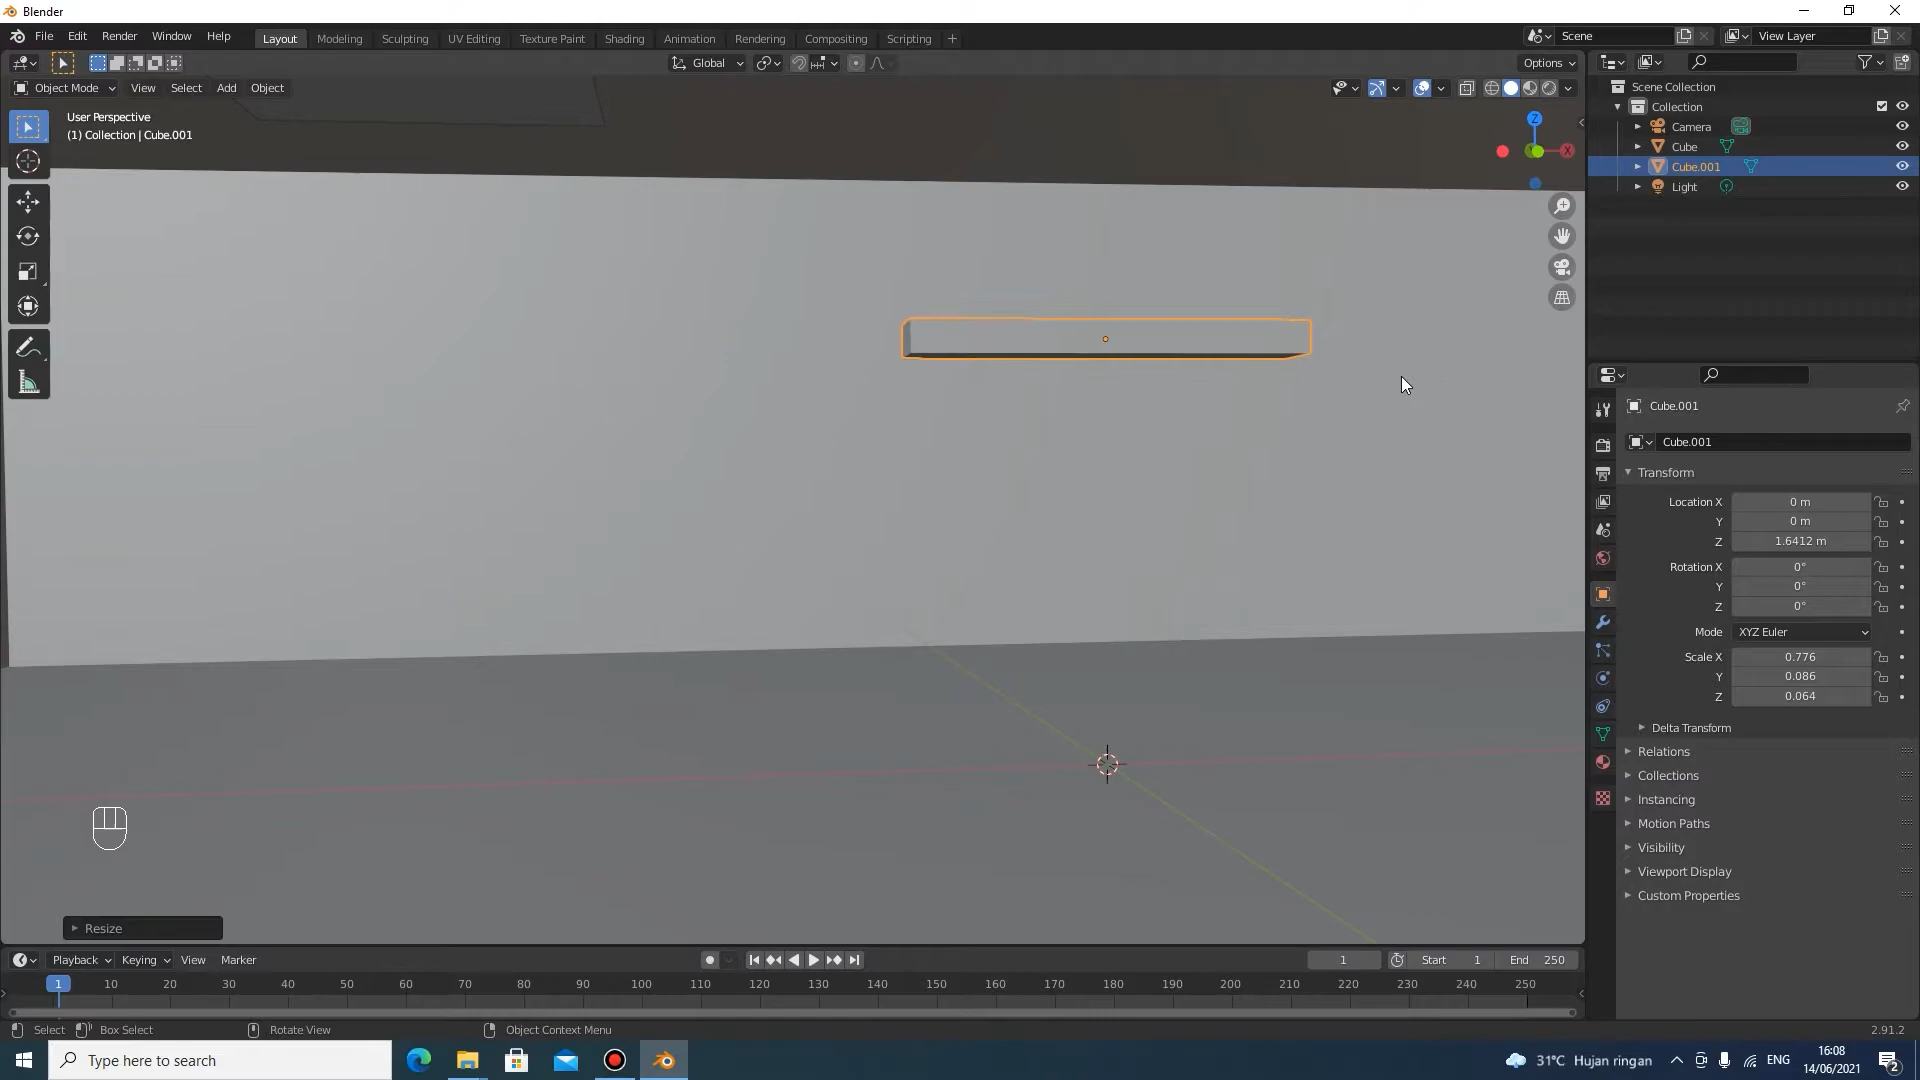 Blender
File Edit Render Window Help
Layout Modeling Sculpting UV Editing Texture Paint Shading Animation Rendering Compositing Scripting +
Scene
View Layer
Global
Options
Object Mode View Select Add Object
User Perspective
(1) Collection | Cube.001
Z
X
Scene Collection
Collection
Camera
Cube
Cube.001
Light
Cube.001
Cube.001
Transform
Location X 0 m
Y 0 m
Z 1.6412 m
Rotation X 0°
Y 0°
Z 0°
Mode XYZ Euler
Scale X 0.776
Y 0.086
Z 0.064
Delta Transform
Relations
Collections
Instancing
Motion Paths
Visibility
Viewport Display
Custom Properties
Resize
Playback Keying View Marker
1 Start 1 End 250
1 10 20 30 40 50 60 70 80 90 100 110 120 130 140 150 160 170 180 190 200 210 220 230 240 250
Select Box Select Rotate View Object Context Menu 2.91.2
Type here to search
31°C Hujan ringan
ENG
16:08
14/06/2021
2